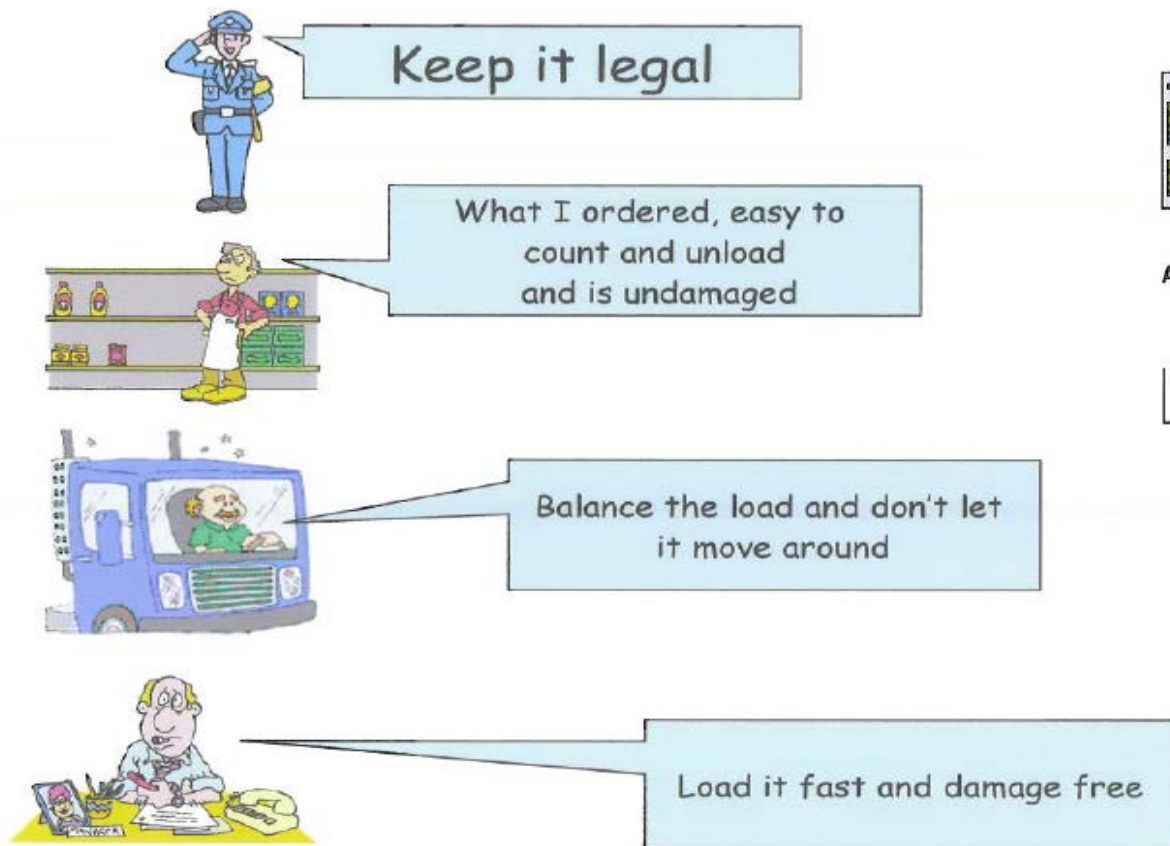 Keep it legal
What I ordered, easy to
count and unload
and is undamaged
A
Balance the load and don't let
it move around
MANAGER
Load it fast and damage free